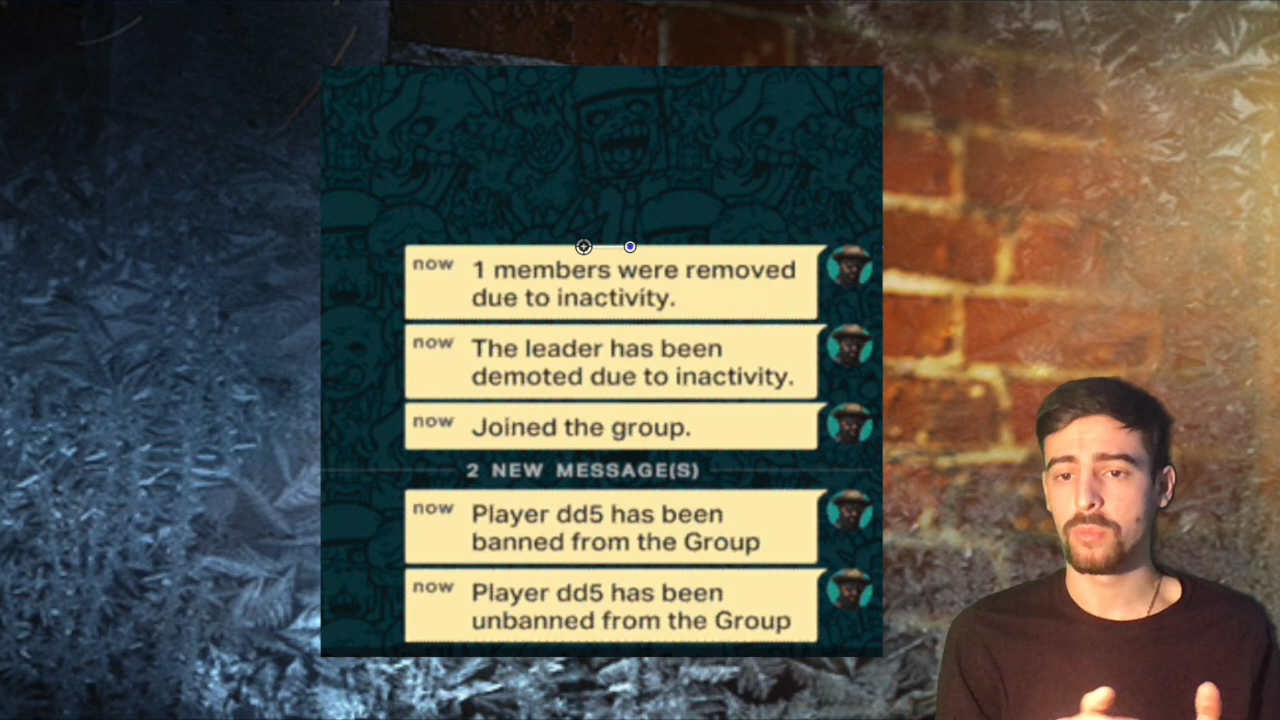 now 1 members were removed
due to inactivity.
now The leader has been
demoted due to inactivity.
now Joined the group.
2 NEW MESSAGE(S)
now Player dd5 has been
banned from the Group
now Player dd5 has been
unbanned from the Group